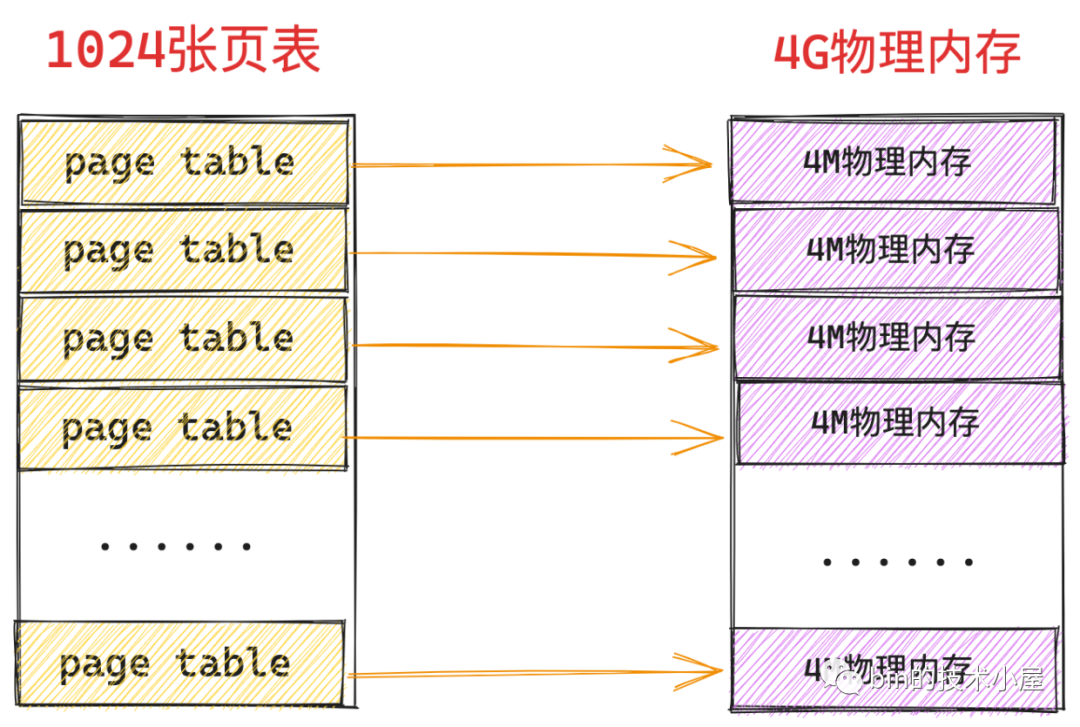 1024张页表
4G物理内存
page table
4M物理内存
page table
4M物理内存
page table
4M物理内存
page table
4M物理内存
......
......
page table
4M物理内存
bin的技术小屋